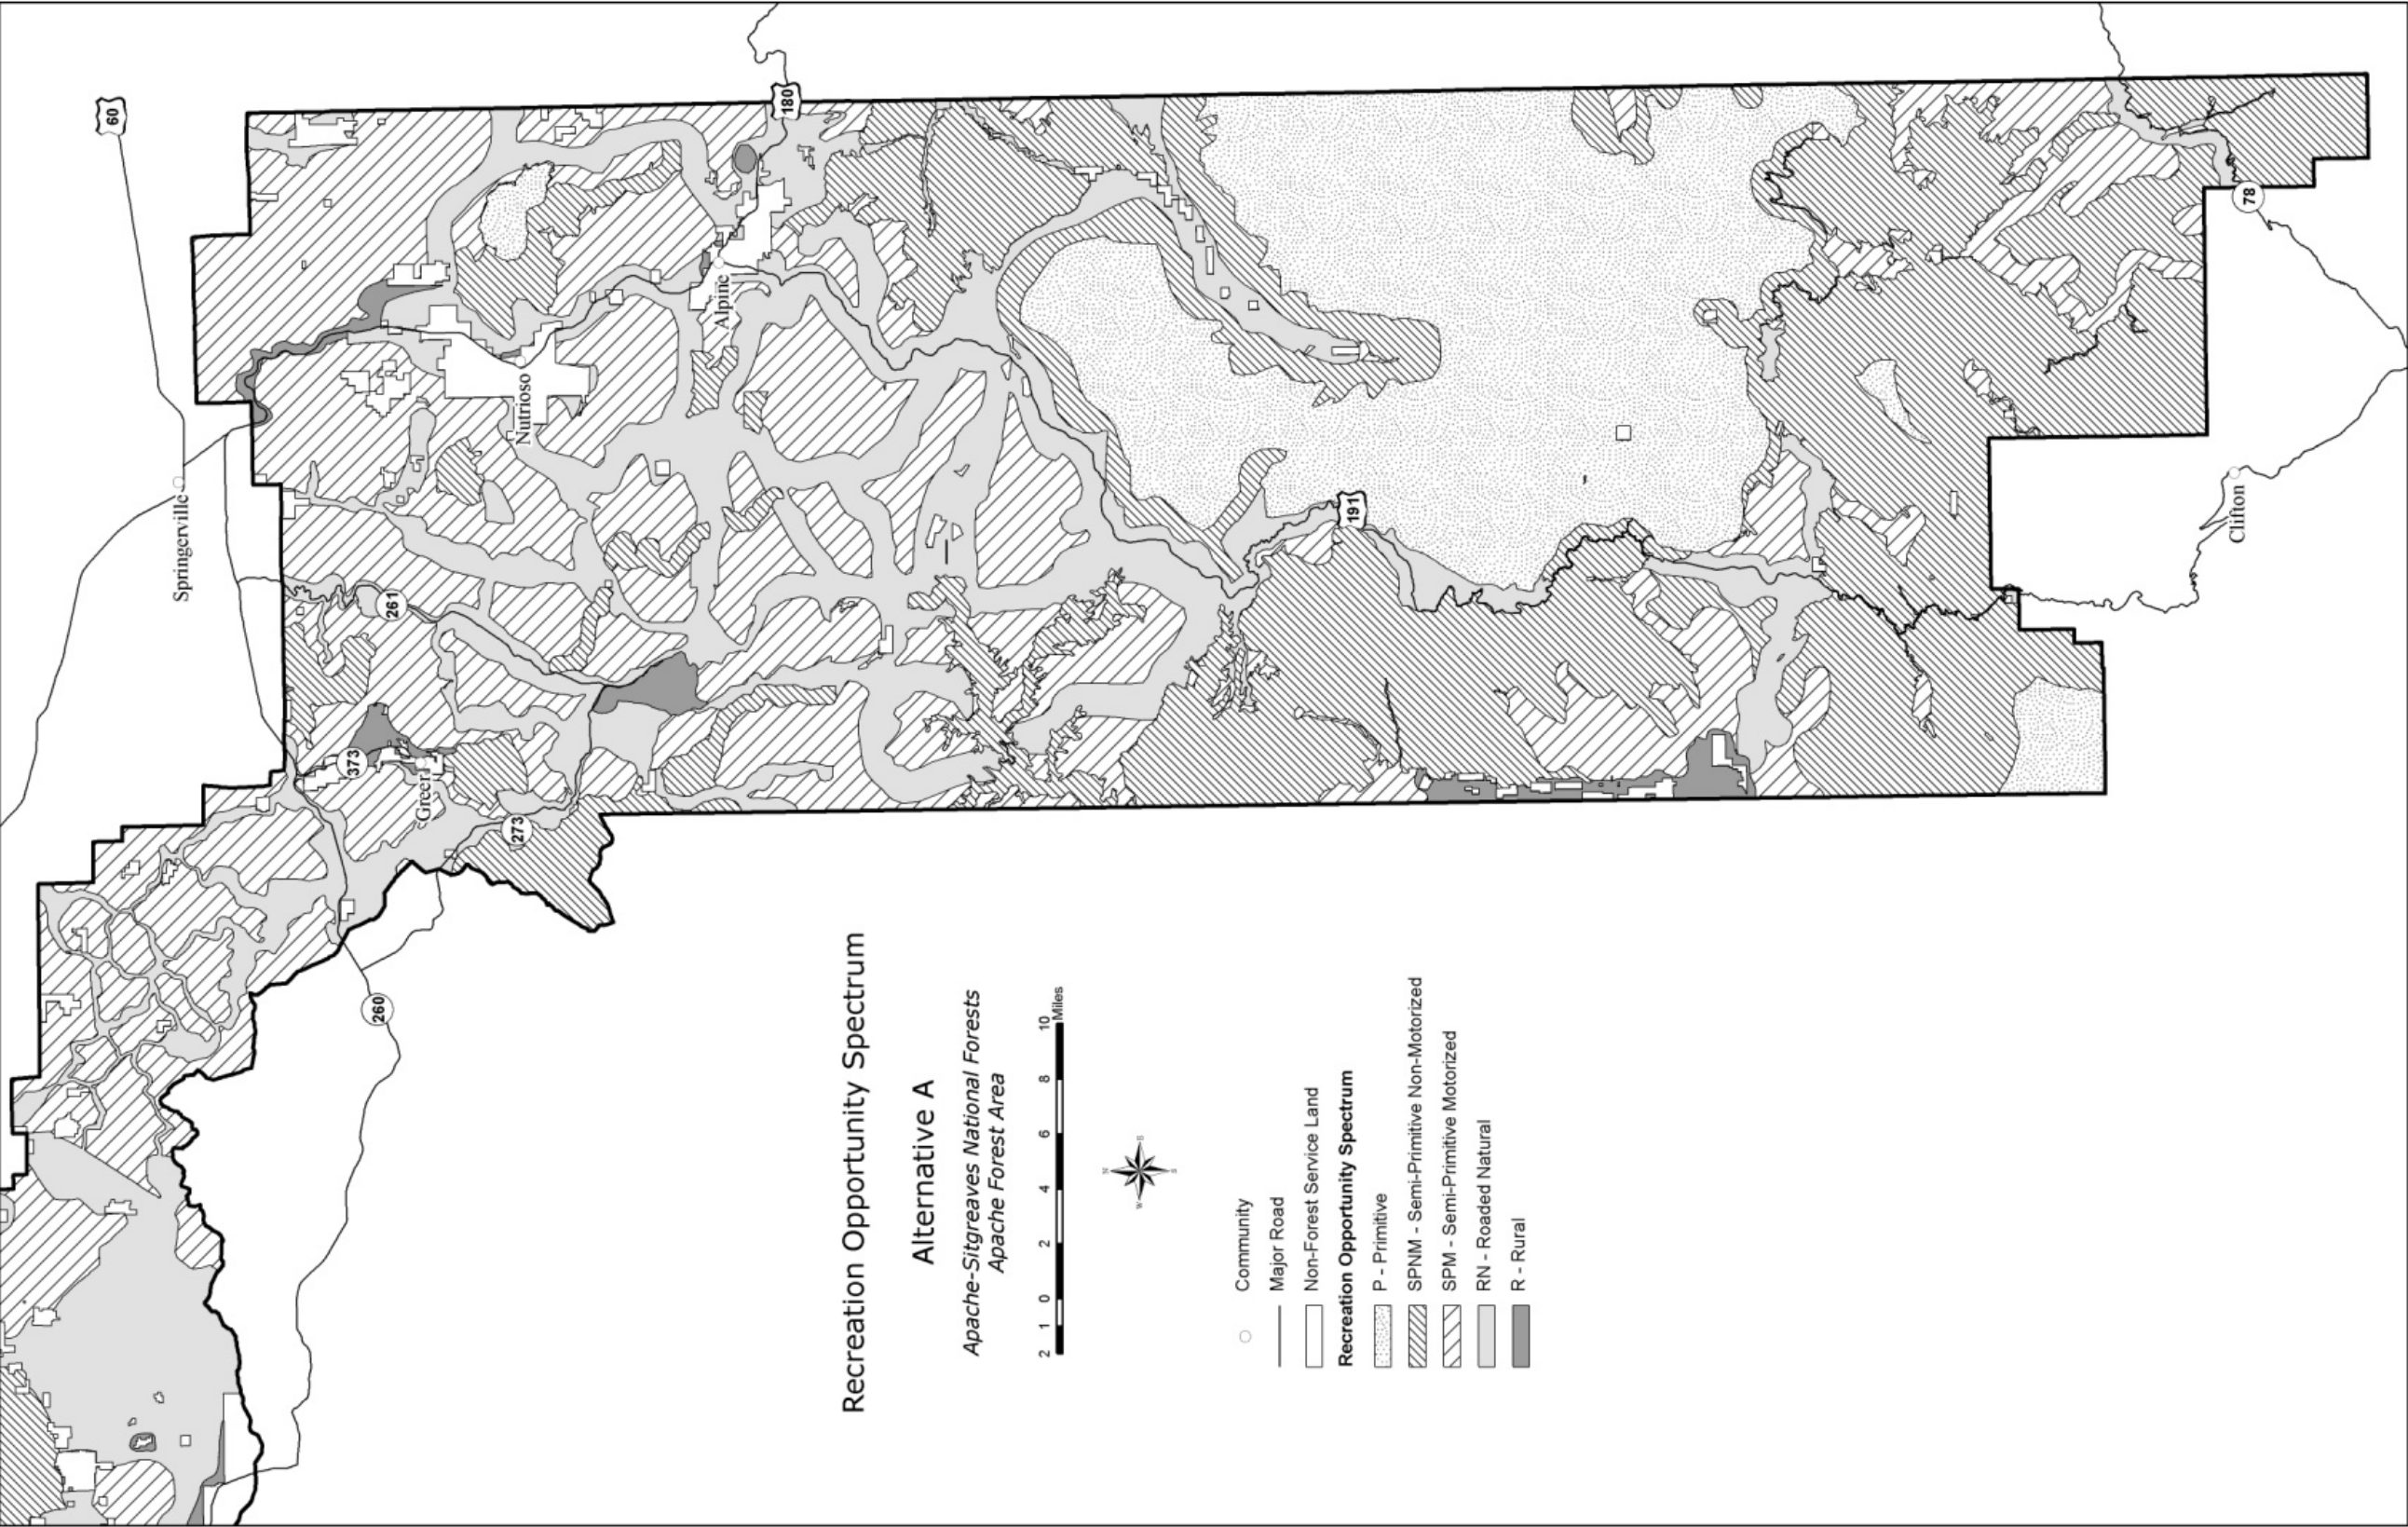 60
Springerville
180
261
Alpine
Nutrioso
373
Greer
273
260
191
78
Clifton
Recreation Opportunity Spectrum
Alternative A
Apache-Sitgreaves National Forests
Apache Forest Area
2 1 0 2 4 6 8 10
Miles
N
W E
S
Community
Major Road
Non-Forest Service Land
Recreation Opportunity Spectrum
P - Primitive
SPNM - Semi-Primitive Non-Motorized
SPM - Semi-Primitive Motorized
RN - Roaded Natural
R - Rural